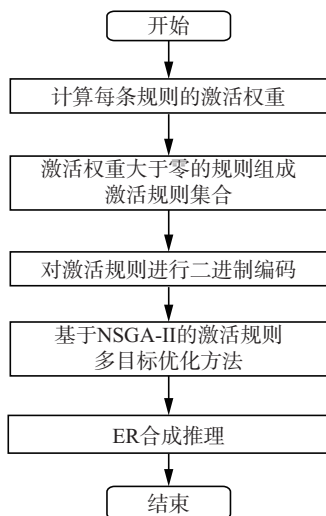 开始
计算每条规则的激活权重
激活权重大于零的规则组成
激活规则集合
对激活规则进行二进制编码
基于NSGA-II的激活规则
多目标优化方法
ER合成推理
结束